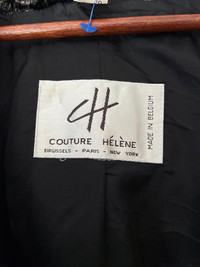 CH
COUTURE HÉLÈNE
BRUSSELS - PARIS - NEW YORK
MADE IN BELGIUM